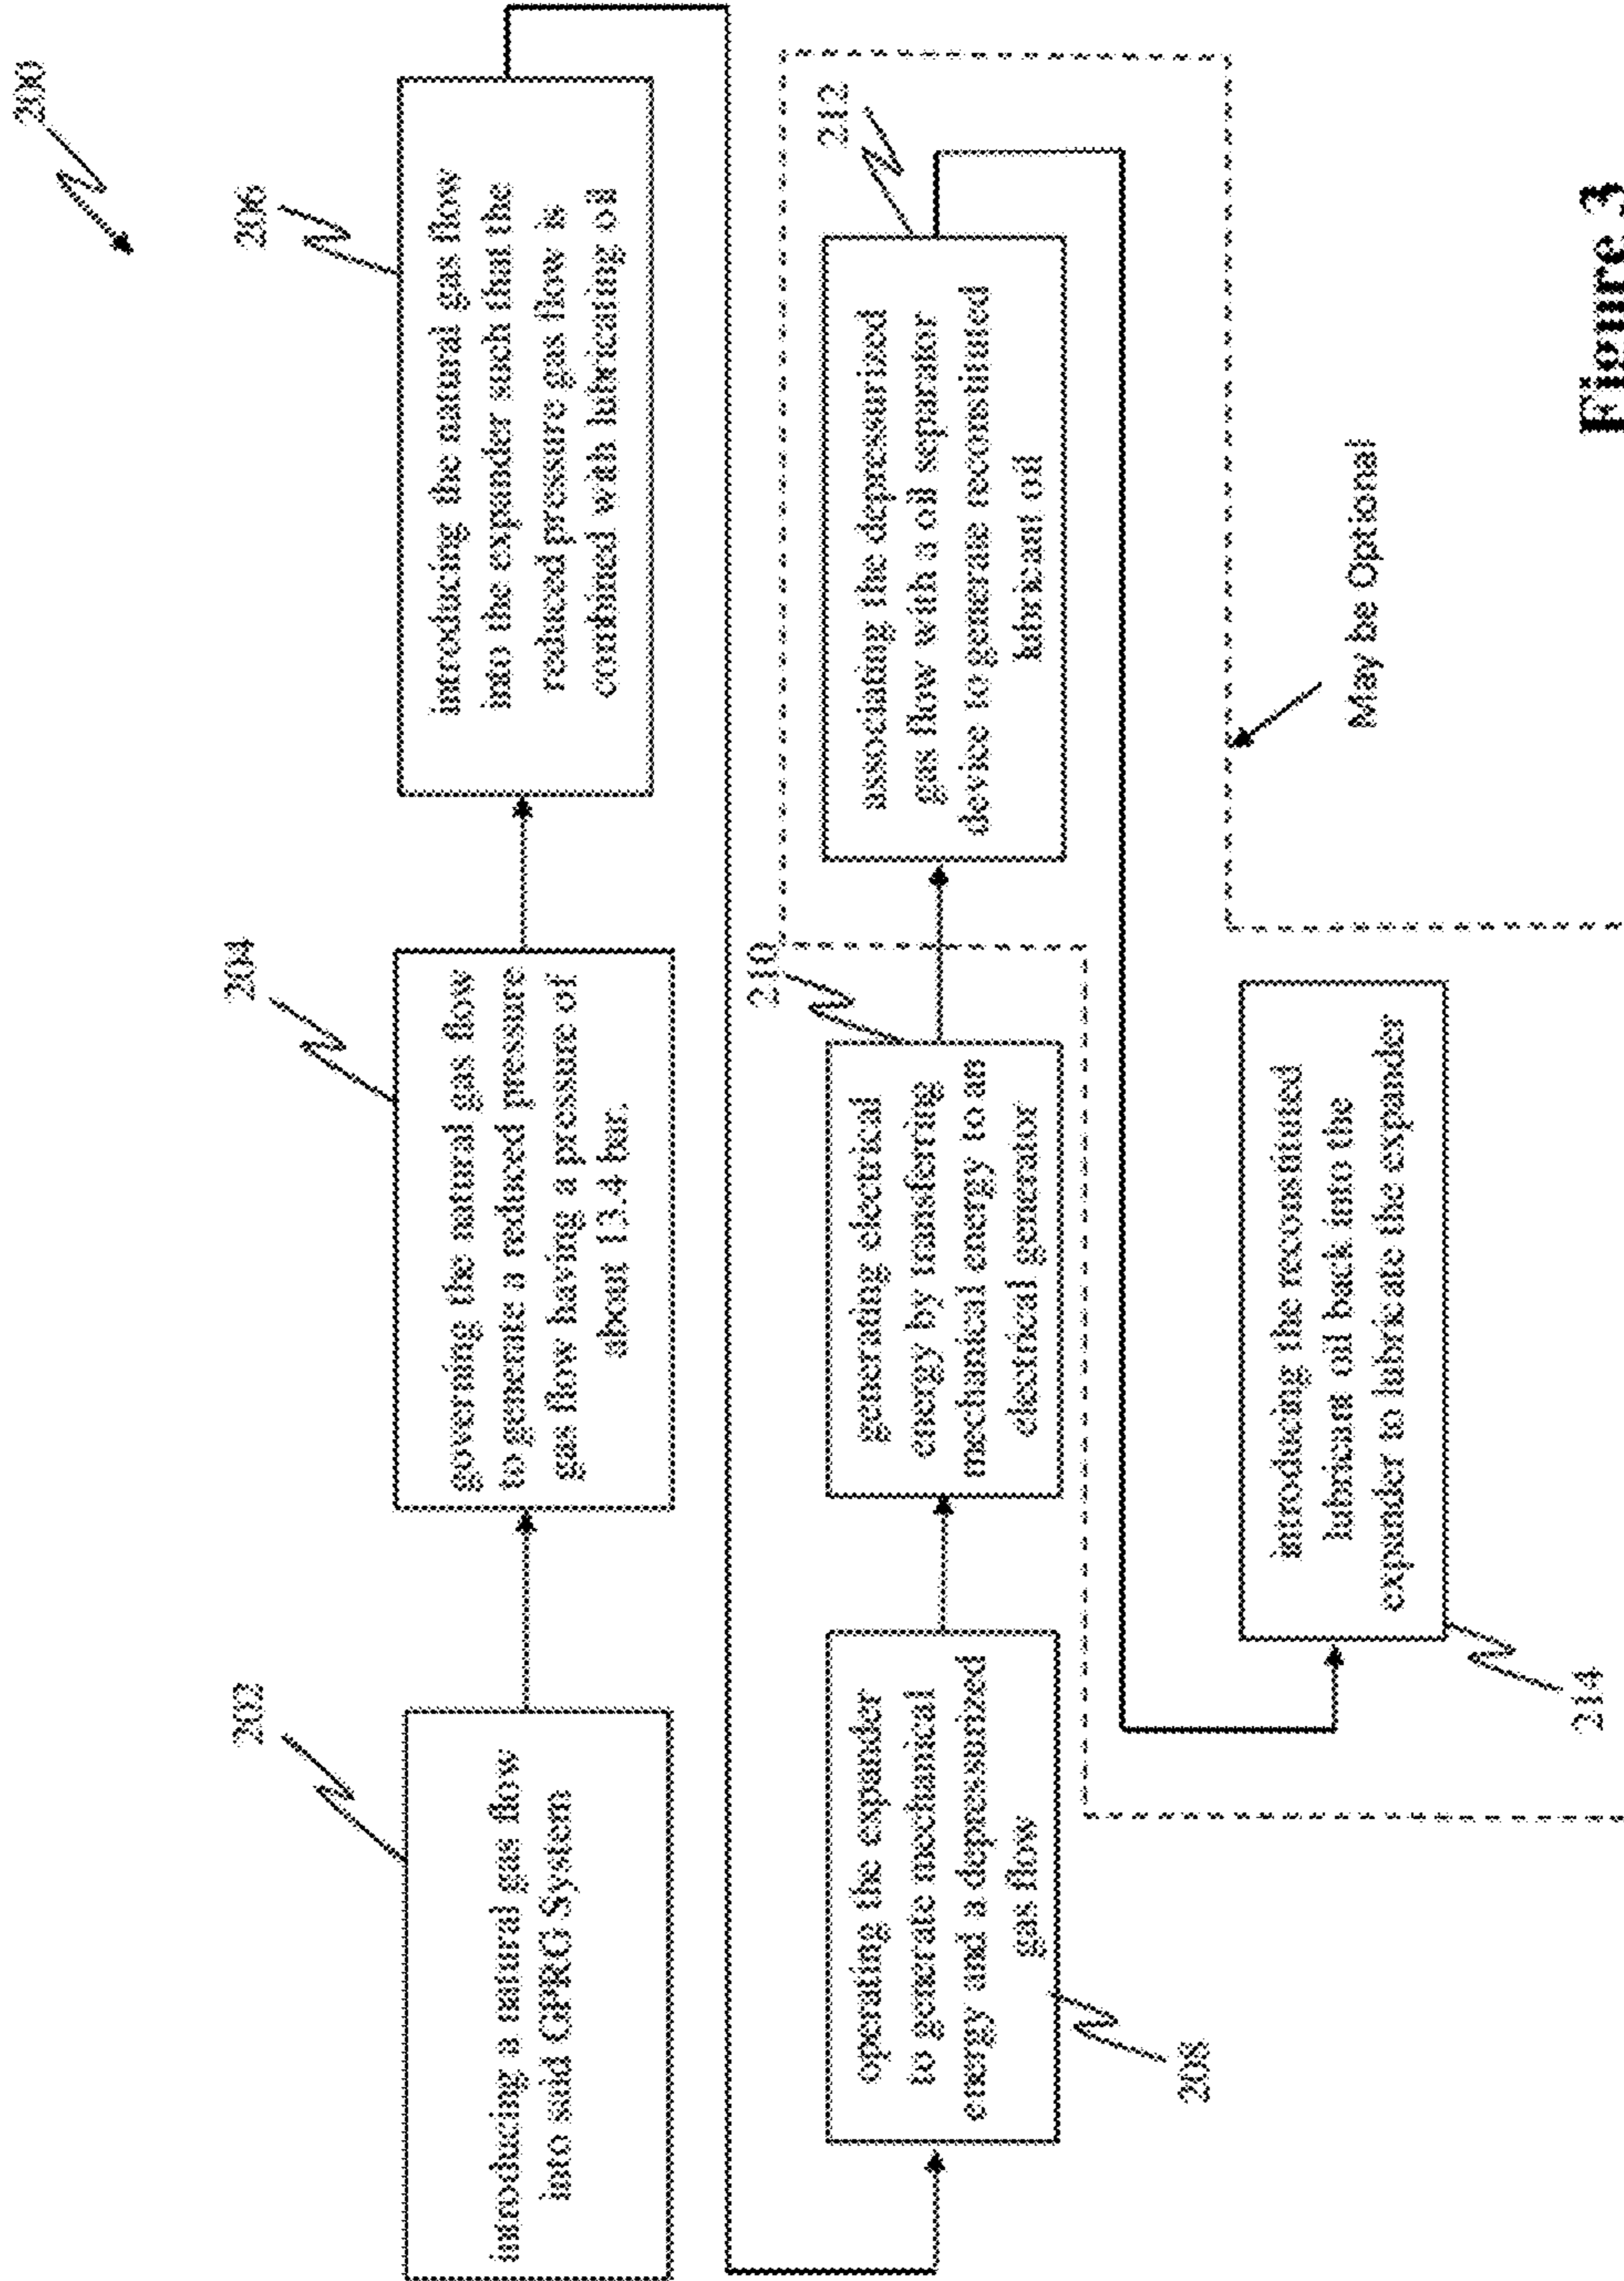 200
202
introducing a natural gas flow
into said GPRG System
204
governing the natural gas flow
to generate a reduced pressure
gas flow having a pressure of
about 13.4 bar.
206
introducing the natural gas flow
into the expander such that the
reduced pressure gas flow is
combined with lubricating oil
208
operating the expander
to generate mechanical
energy and a depressurized
gas flow
210
generating electrical
energy by transferring
mechanical energy to an
electrical generator
212
associating the depressurized
gas flow with a oil separator
device to generate reconstituted
lubricant oil
214
introducing the reconstituted
lubricant oil back into the
expander to lubricate the expander
May be Optional
Figure 3